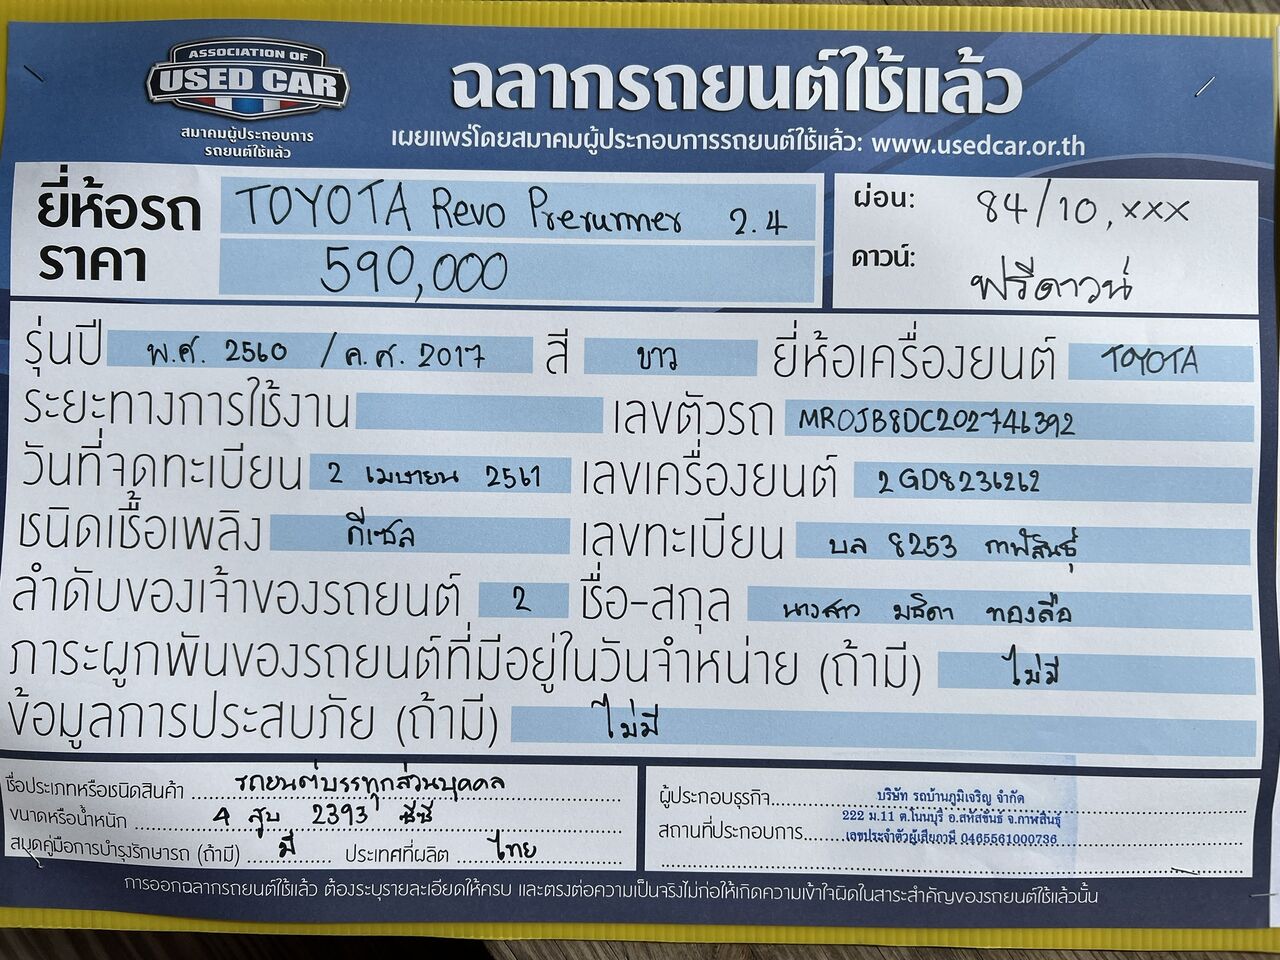 ASSOCIATION OF
USED CAR
สมาคมผู้ประกอบการ
รถยนต์ใช้แล้ว
ฉลากรถยนต์ใช้แล้ว
เผยแพร่โดยสมาคมผู้ประกอบการรถยนต์ใช้แล้ว: www.usedcar.or.th
ยี่ห้อรถ TOYOTA Revo Prerunner 2.4
ราคา 590,000
ผ่อน: 84/10,xxx
ดาวน์: ฟรีดาวน์
รุ่นปี พ.ศ. 2560 / ค.ศ. 2017 สี ขาว ยี่ห้อเครื่องยนต์ TOYOTA
ระยะทางการใช้งาน เลขตัวรถ MR0JB8DC202746392
วันที่จดทะเบียน 2 เมษายน 2561 เลขเครื่องยนต์ 2GD8236262
ชนิดเชื้อเพลิง ดีเซล เลขทะเบียน บล 8253 กาฬสินธุ์
ลำดับของเจ้าของรถยนต์ 2 ชื่อ-สกุล นางสาว มธิดา ทองลือ
ภาระผูกพันของรถยนต์ที่มีอยู่ในวันจำหน่าย (ถ้ามี) ไม่มี
ข้อมูลการประสบภัย (ถ้ามี) ไม่มี
ชื่อประเภทหรือชนิดสินค้า รถยนต์บรรทุกส่วนบุคคล
ขนาดหรือน้ำหนัก 4 สูบ 2393 ซีซี
สมุดคู่มือการบำรุงรักษารถ (ถ้ามี) มี ประเทศที่ผลิต ไทย
ผู้ประกอบธุรกิจ บริษัท รถบ้านภูมิเจริญ จำกัด
สถานที่ประกอบการ 222 ม.11 ต.โนนบุรี อ.สหัสขันธ์ จ.กาฬสินธุ์
เลขประจำตัวผู้เสียภาษี 0465561000736
การออกฉลากรถยนต์ใช้แล้ว ต้องระบุรายละเอียดให้ครบ และตรงต่อความเป็นจริงไม่ก่อให้เกิดความเข้าใจผิดในสาระสำคัญของรถยนต์ใช้แล้วนั้น